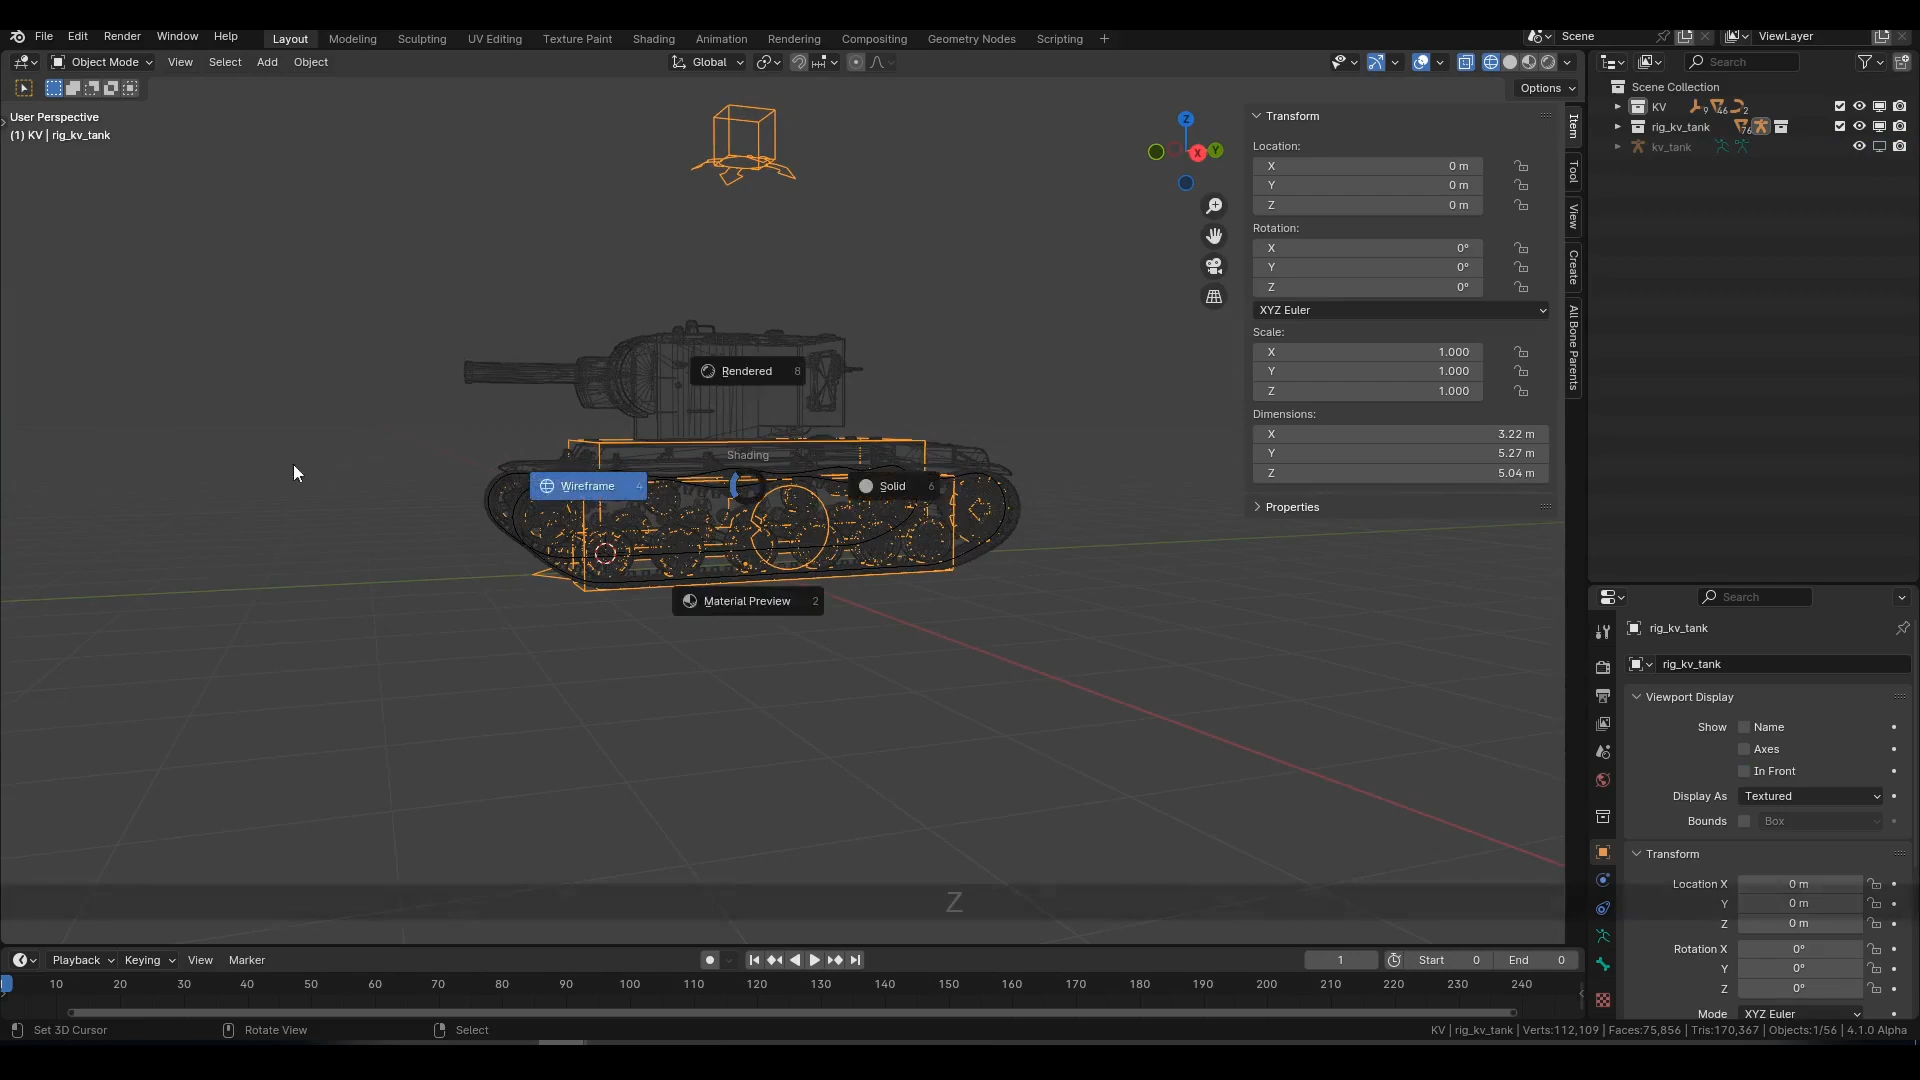 File Edit Render Window Help Layout Modeling Sculpting UV Editing Texture Paint Shading Animation Rendering Compositing Geometry Nodes Scripting + Scene ViewLayer
Object Mode View Select Add Object Global Search
Options
User Perspective
(1) KV | rig_kv_tank
Z
X
Y
Transform
Location:
X 0 m
Y 0 m
Z 0 m
Rotation:
X 0°
Y 0°
Z 0°
XYZ Euler
Scale:
X 1.000
Y 1.000
Z 1.000
Dimensions:
X 3.22 m
Y 5.27 m
Z 5.04 m
Properties
Item
Tool
View
Create
All Bone Parents
Scene Collection
KV 9 46 2
rig_kv_tank 76
kv_tank
Rendered 8
Shading
Wireframe 4
Solid 6
Material Preview 2
Z
Search
rig_kv_tank
rig_kv_tank
Viewport Display
Show Name
Axes
In Front
Display As Textured
Bounds Box
Transform
Location X 0 m
Y 0 m
Z 0 m
Rotation X 0°
Y 0°
Z 0°
Mode XYZ Euler
Playback Keying View Marker 1 Start 0 End 0
10 20 30 40 50 60 70 80 90 100 110 120 130 140 150 160 170 180 190 200 210 220 230 240
Set 3D Cursor Rotate View Select KV | rig_kv_tank | Verts:112,109 | Faces:75,856 | Tris:170,367 | Objects:1/56 | 4.1.0 Alpha